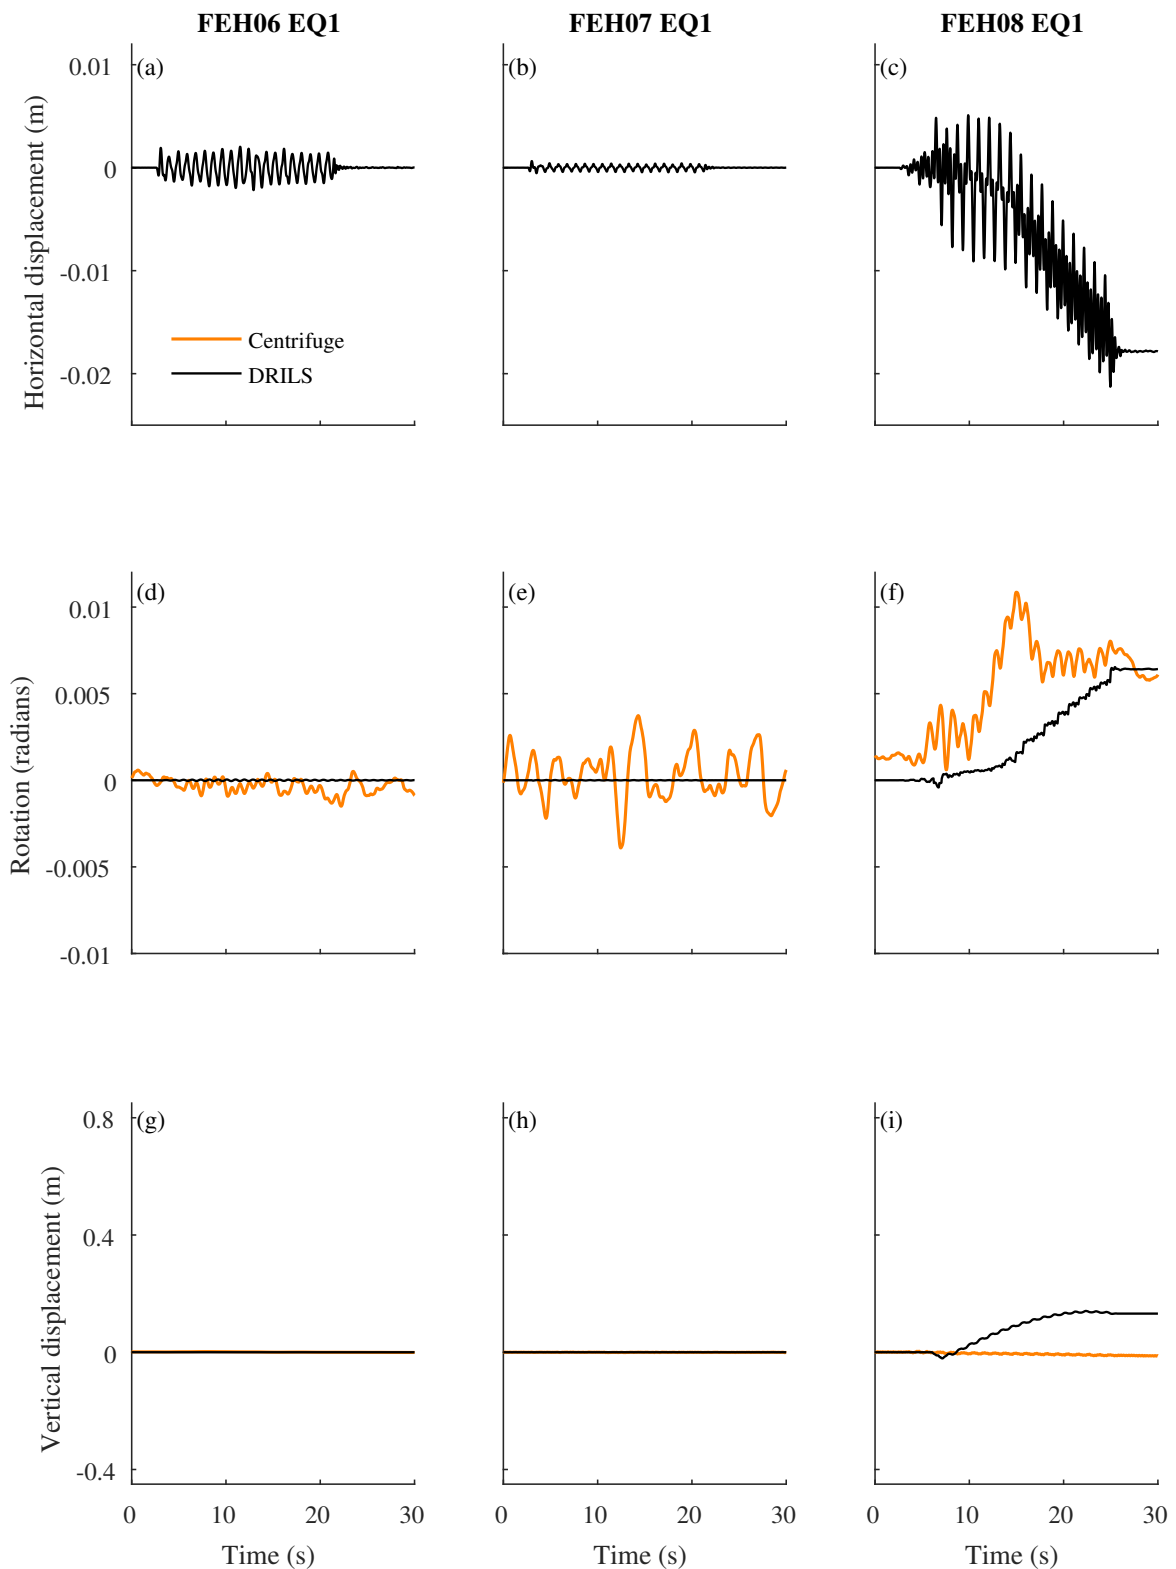 FEH06 EQ1 FEH07 EQ1 FEH08 EQ1
Horizontal displacement (m)
0.01
0
-0.01
-0.02
(a) (b) (c)
Centrifuge
DRILS
Rotation (radians)
0.01
0.005
0
-0.005
-0.01
(d) (e) (f)
Vertical displacement (m)
0.8
0.4
0
-0.4
(g) (h) (i)
0 10 20 30 0 10 20 30 0 10 20 30
Time (s) Time (s) Time (s)